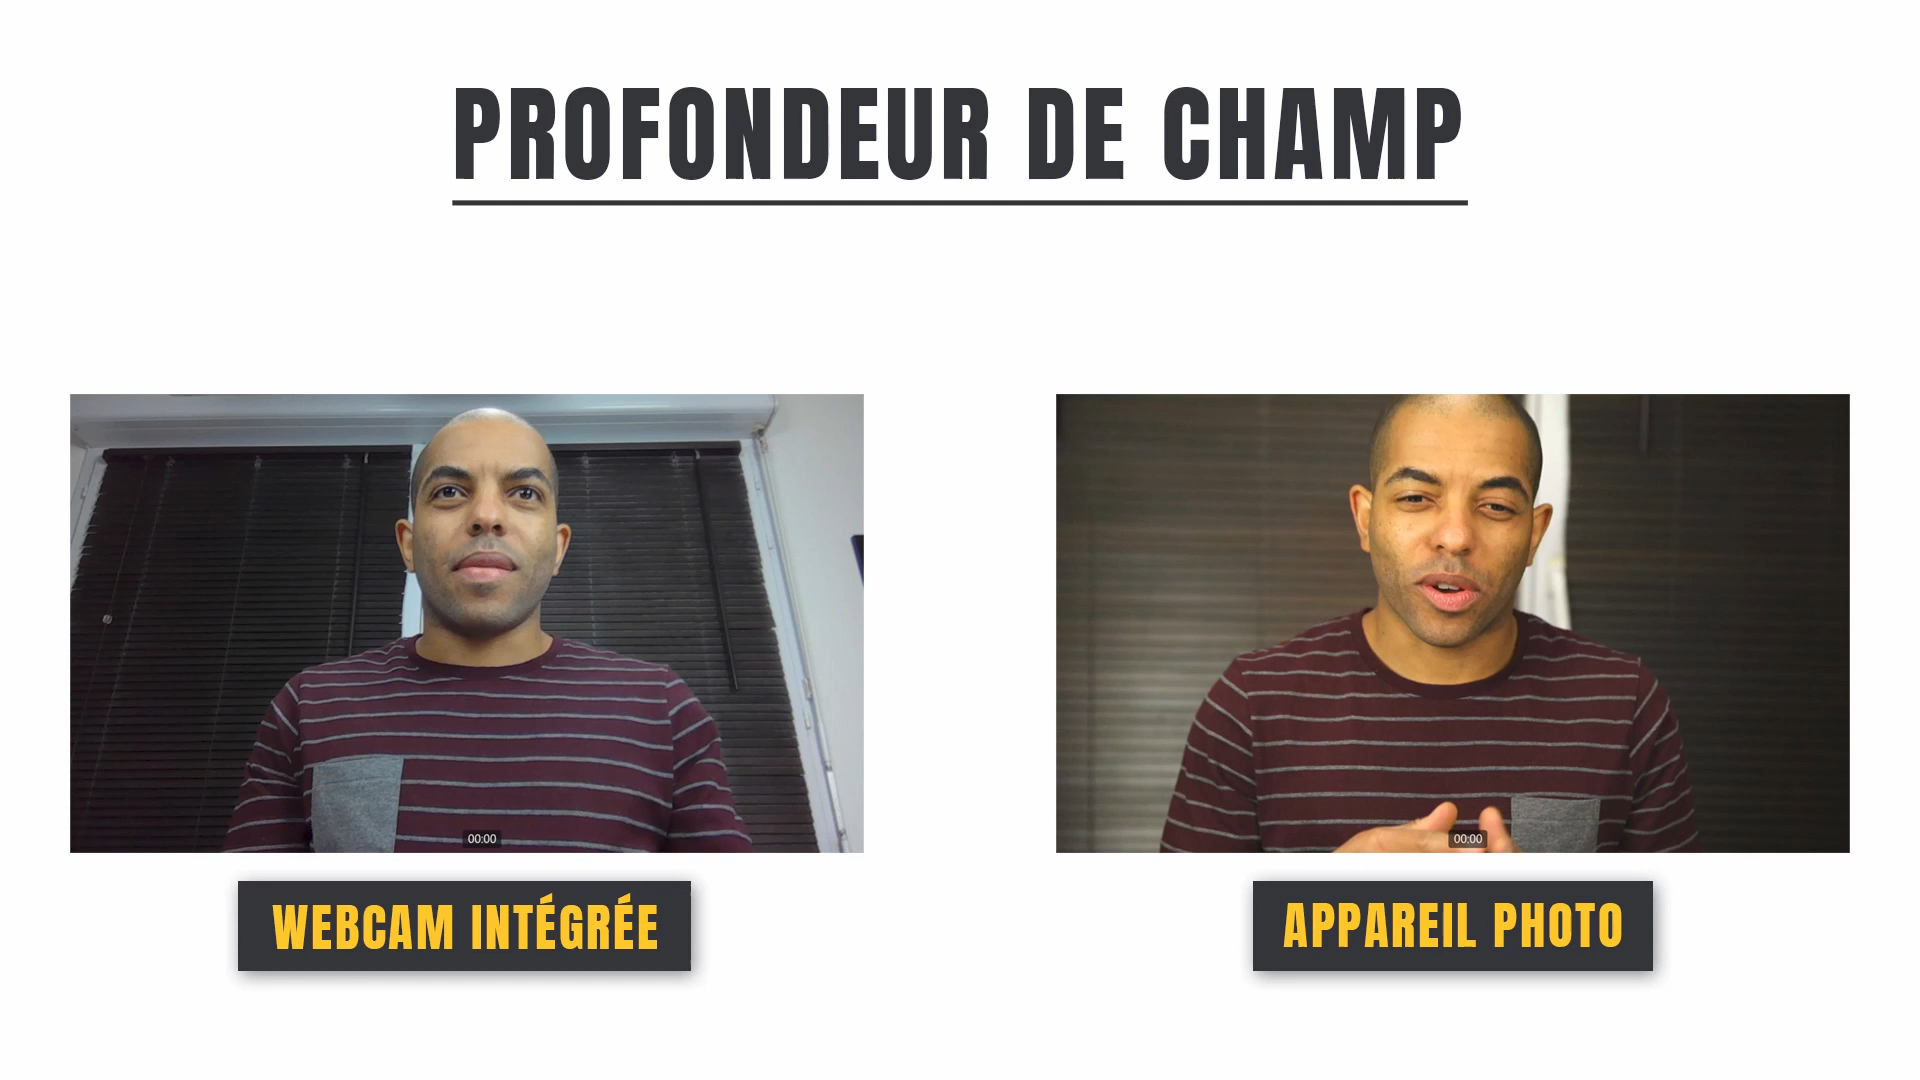 PROFONDEUR DE CHAMP
00:00
00:00
WEBCAM INTÉGRÉE
APPAREIL PHOTO